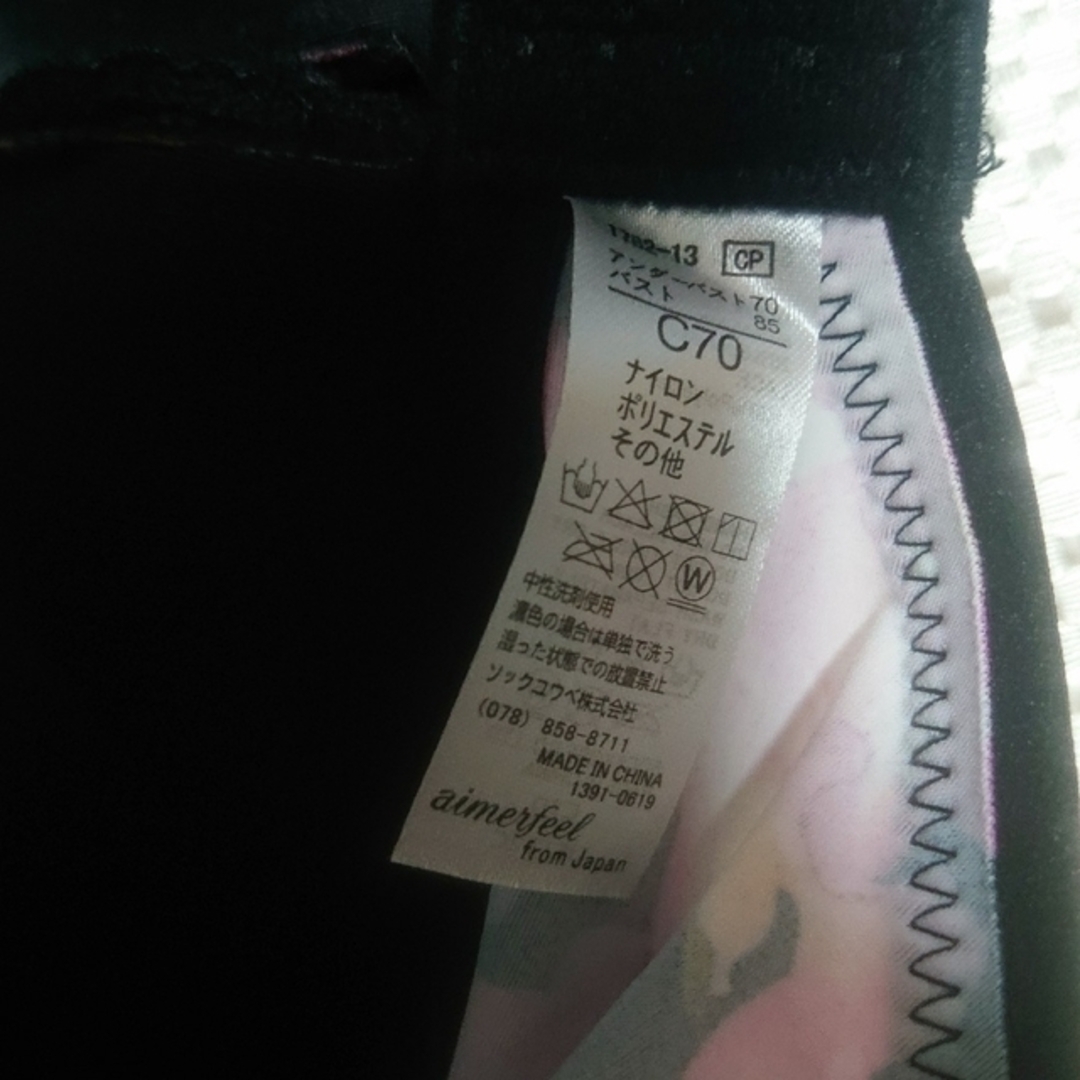 1702-13 CP
アンダーバスト70
バスト 85
C70
ナイロン
ポリエステル
その他
W
中性洗剤使用
濃色の場合は単独で洗う
湿った状態での放置禁止
ソックコウベ株式会社
(078) 858-8711
MADE IN CHINA
1391-0619
aimerfeel
from Japan